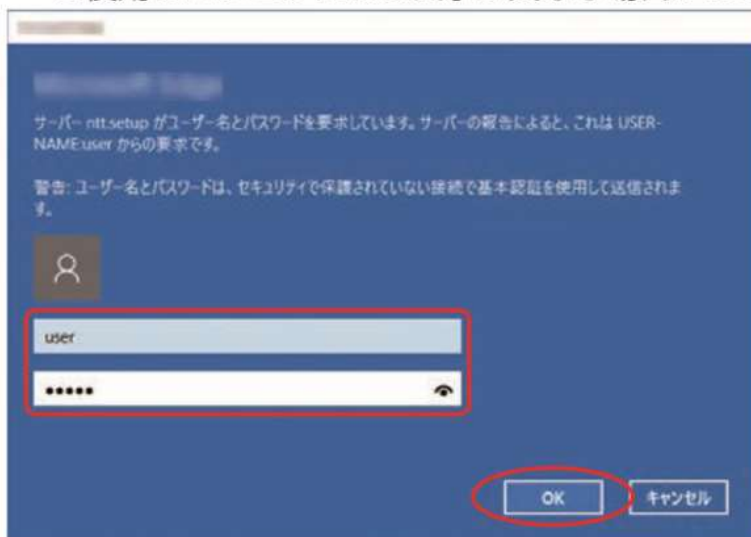 サーバー ntt.setup がユーザー名とパスワードを要求しています。サーバーの報告によると、これは USER-
NAME:user からの要求です。
警告: ユーザー名とパスワードは、セキュリティで保護されていない接続で基本認証を使用して送信されま
す。
user
•••••
OK
キャンセル